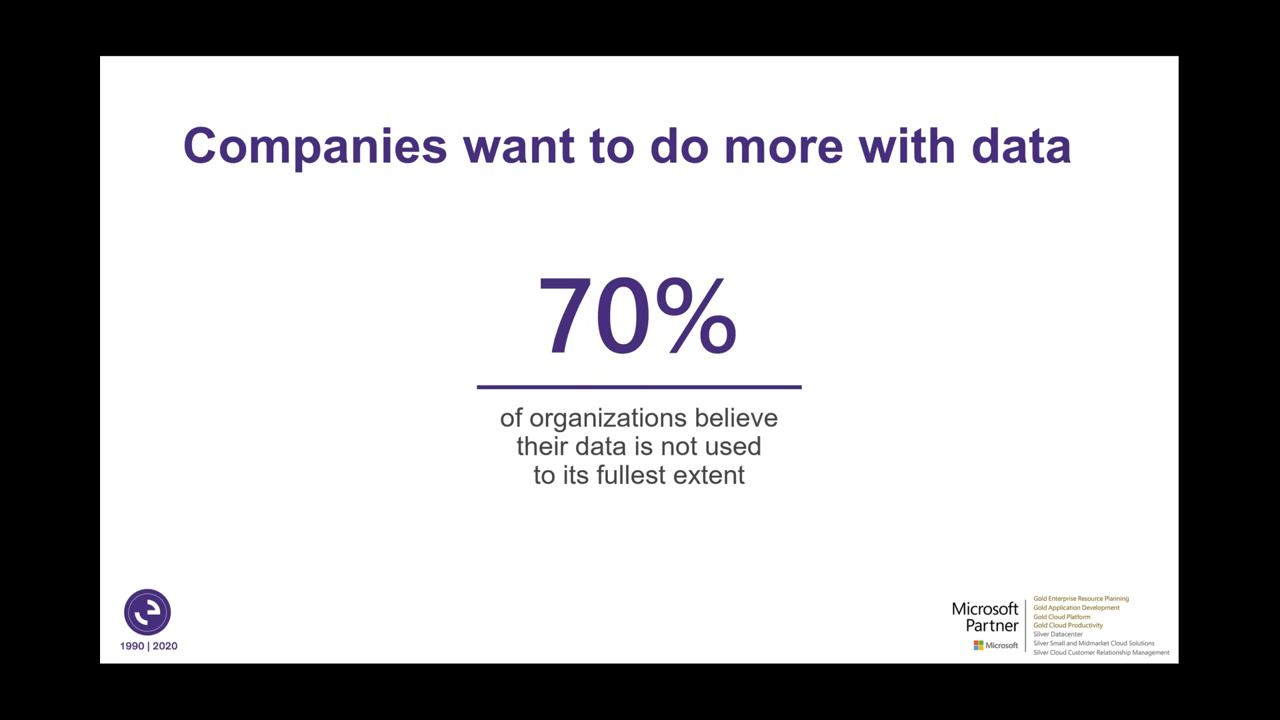 Companies want to do more with data
70%
of organizations believe
their data is not used
to its fullest extent
1990 | 2020
Microsoft
Partner
Microsoft
Gold Enterprise Resource Planning
Gold Application Development
Gold Cloud Platform
Gold Cloud Productivity
Silver Datacenter
Silver Small and Midmarket Cloud Solutions
Silver Cloud Customer Relationship Management